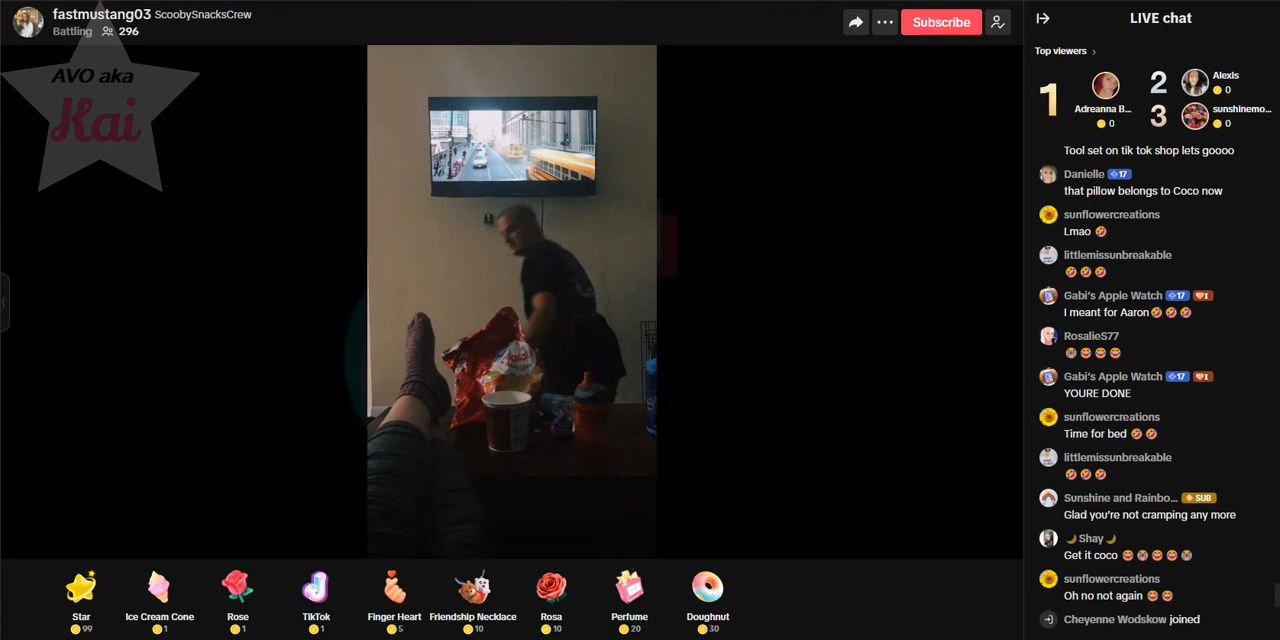 fastmustang03 ScoobySnacksCrew
Battling 296
Subscribe
AVO aka
Kai
LIVE chat
Top viewers
1
Adreanna B...
0
2
Alexis
0
3
sunshinemo...
0
Tool set on tik tok shop lets goooo
Danielle 17
that pillow belongs to Coco now
sunflowercreations
Lmao 🤣
littlemissunbreakable
🤣 🤣 🤣
Gabi's Apple Watch 17 I
I meant for Aaron🤣 🤣 🤣
RosalieS77
😭 😂 😂 😂
Gabi's Apple Watch 17 I
YOURE DONE
sunflowercreations
Time for bed 🤣 🤣
littlemissunbreakable
🤣 🤣 🤣
Sunshine and Rainbo... SUB
Glad you're not cramping any more
🌙Shay🌙
Get it coco 😂 😭 😂 😂 😭
sunflowercreations
Oh no not again 😂 😂
Cheyenne Wodskow joined
Star
99
Ice Cream Cone
1
Rose
1
TikTok
1
Finger Heart
5
Friendship Necklace
10
Rosa
10
Perfume
20
Doughnut
30